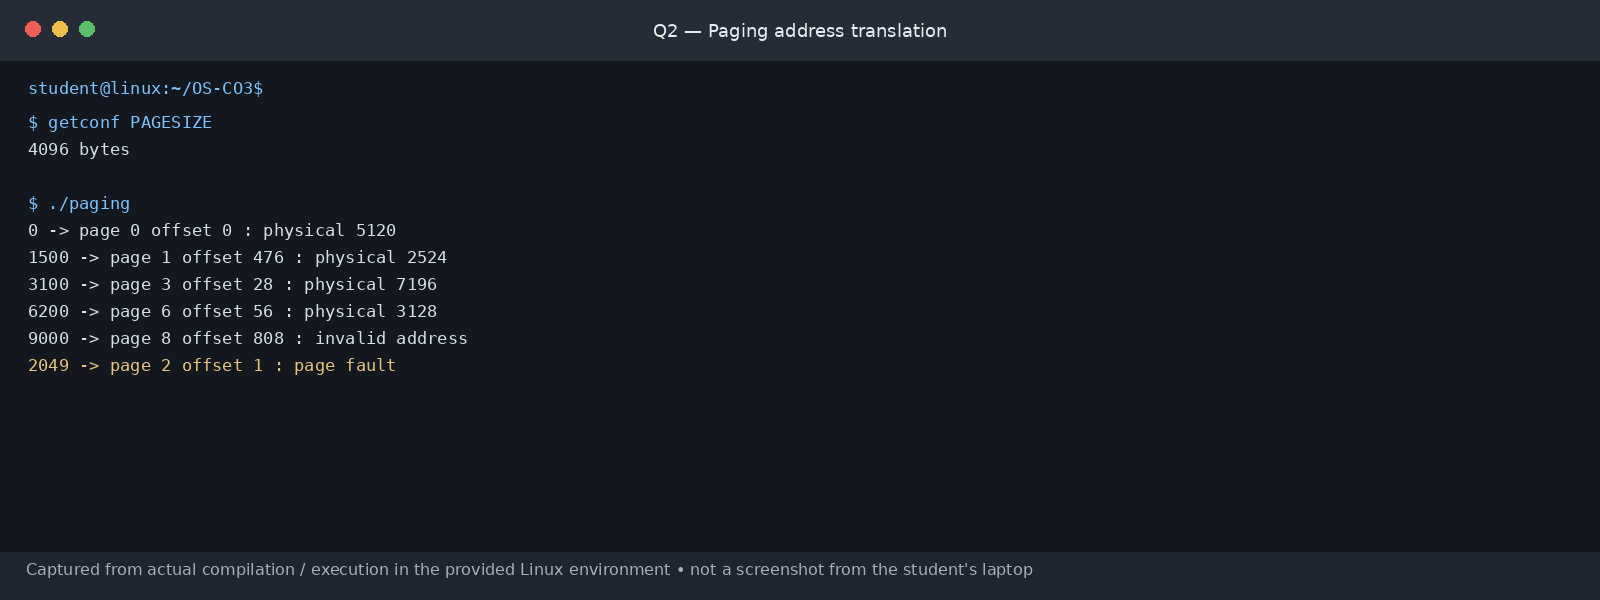 Q2 — Paging address translation
student@linux:~/OS-CO3$
$ getconf PAGESIZE
4096 bytes
$ ./paging
0 -> page 0 offset 0 : physical 5120
1500 -> page 1 offset 476 : physical 2524
3100 -> page 3 offset 28 : physical 7196
6200 -> page 6 offset 56 : physical 3128
9000 -> page 8 offset 808 : invalid address
2049 -> page 2 offset 1 : page fault
Captured from actual compilation / execution in the provided Linux environment • not a screenshot from the student's laptop